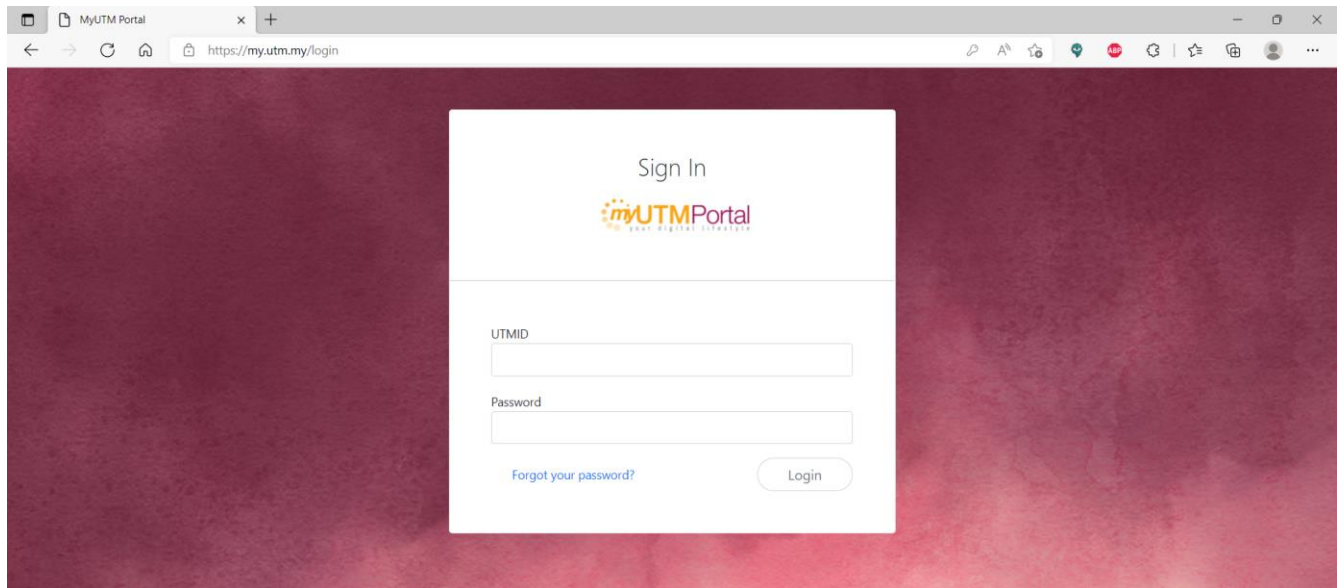 MyUTM Portal
https://my.utm.my/login
ABP
Sign In
myUTMPortal
your digital lifestyle
UTMID
Password
Forgot your password?
Login